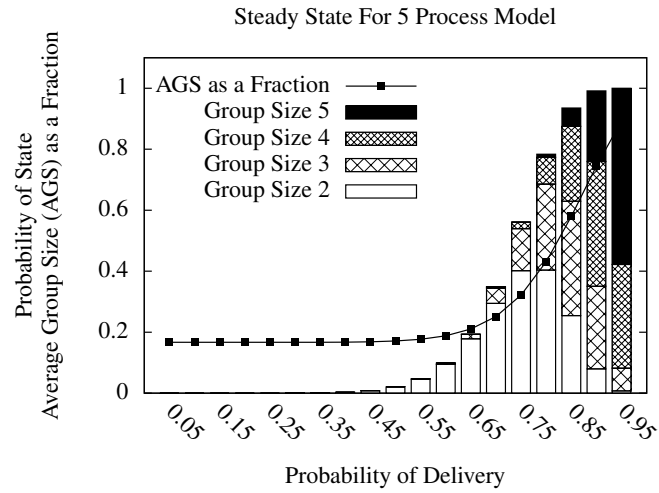 Steady State For 5 Process Model
Probability of State
Average Group Size (AGS) as a Fraction
1
0.8
0.6
0.4
0.2
0
AGS as a Fraction
Group Size 5
Group Size 4
Group Size 3
Group Size 2
0.05
0.15
0.25
0.35
0.45
0.55
0.65
0.75
0.85
0.95
Probability of Delivery